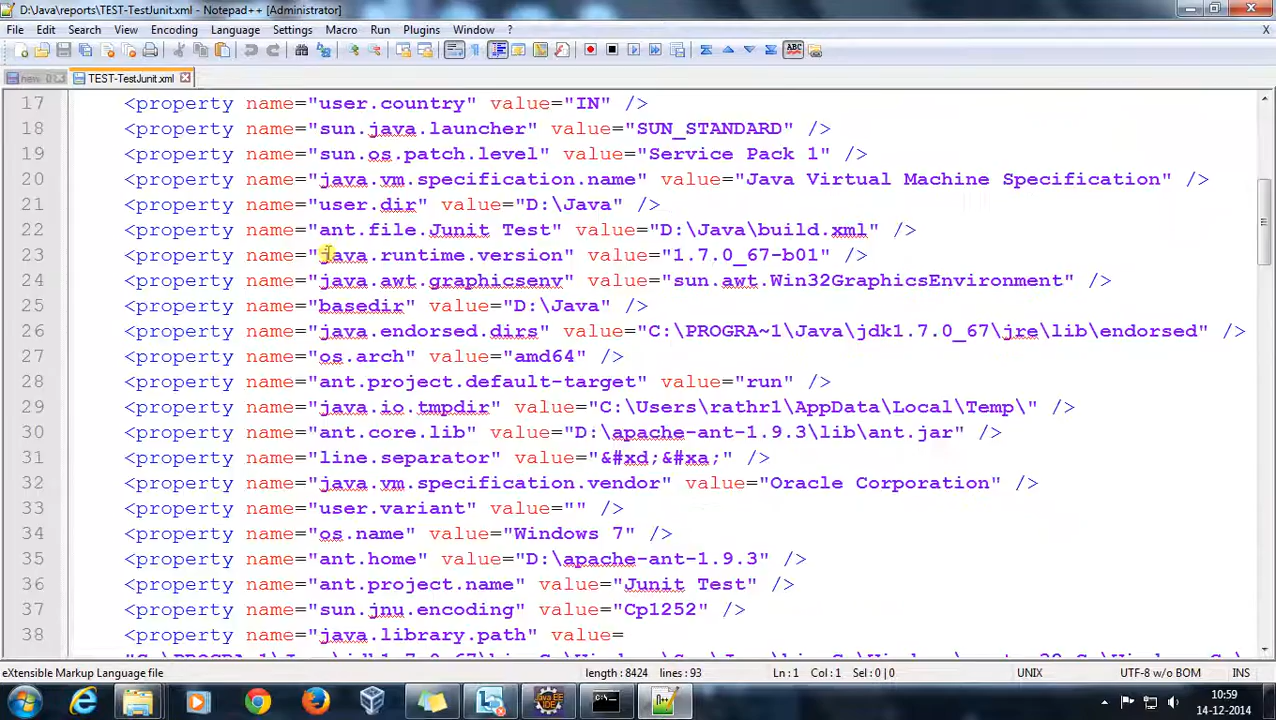 D:\Java\reports\TEST-TestJunit.xml - Notepad++ [Administrator]
File Edit Search View Encoding Language Settings Macro Run Plugins Window ? X
TEST-TestJunit.xml
17 <property name="user.country" value="IN" />
18 <property name="sun.java.launcher" value="SUN_STANDARD" />
19 <property name="sun.os.patch.level" value="Service Pack 1" />
20 <property name="java.vm.specification.name" value="Java Virtual Machine Specification" />
21 <property name="user.dir" value="D:\Java" />
22 <property name="ant.file.Junit Test" value="D:\Java\build.xml" />
23 <property name="java.runtime.version" value="1.7.0_67-b01" />
24 <property name="java.awt.graphicsenv" value="sun.awt.Win32GraphicsEnvironment" />
25 <property name="basedir" value="D:\Java" />
26 <property name="java.endorsed.dirs" value="C:\PROGRA~1\Java\jdk1.7.0_67\jre\lib\endorsed" />
27 <property name="os.arch" value="amd64" />
28 <property name="ant.project.default-target" value="run" />
29 <property name="java.io.tmpdir" value="C:\Users\rathr1\AppData\Local\Temp\" />
30 <property name="ant.core.lib" value="D:\apache-ant-1.9.3\lib\ant.jar" />
31 <property name="line.separator" value="&#xd;&#xa;" />
32 <property name="java.vm.specification.vendor" value="Oracle Corporation" />
33 <property name="user.variant" value="" />
34 <property name="os.name" value="Windows 7" />
35 <property name="ant.home" value="D:\apache-ant-1.9.3" />
36 <property name="ant.project.name" value="Junit Test" />
37 <property name="sun.jnu.encoding" value="Cp1252" />
38 <property name="java.library.path" value=
eXtensible Markup Language file length : 8424 lines : 93 Ln : 1 Col : 1 Sel : 0 | 0 UNIX UTF-8 w/o BOM INS
10:59
14-12-2014